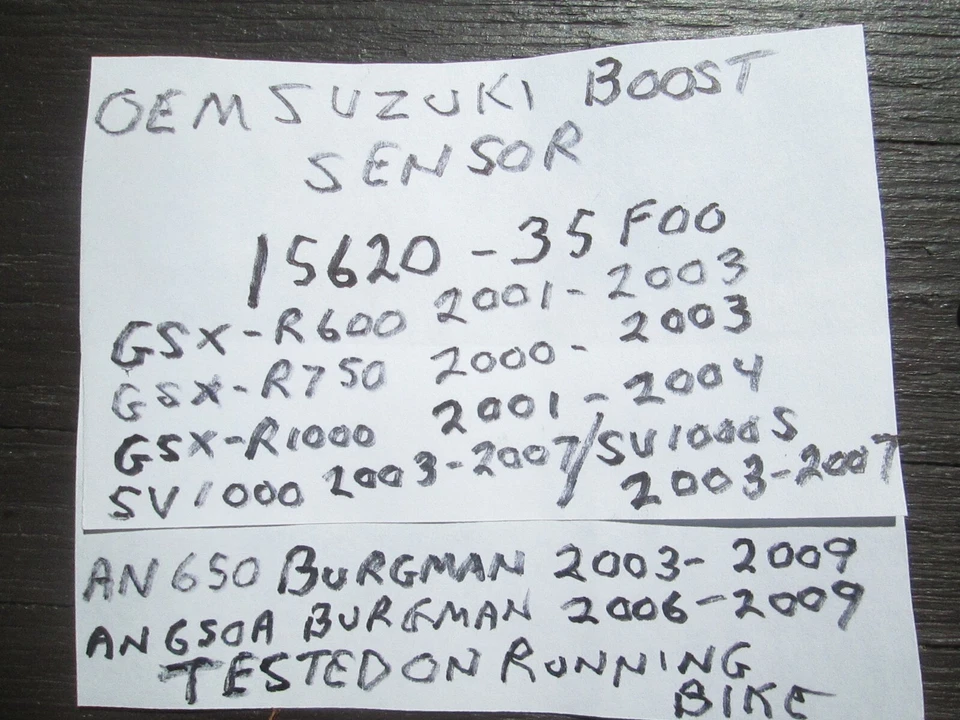 OEM SUZUKI BOOST
SENSOR
15620-35F00
GSX-R600 2001-2003
GSX-R750 2000-2003
GSX-R1000 2001-2004
SV1000 2003-2007/SV1000S 2003-2007
AN650 BURGMAN 2003-2009
AN650A BURGMAN 2006-2009
TESTED ON RUNNING
BIKE